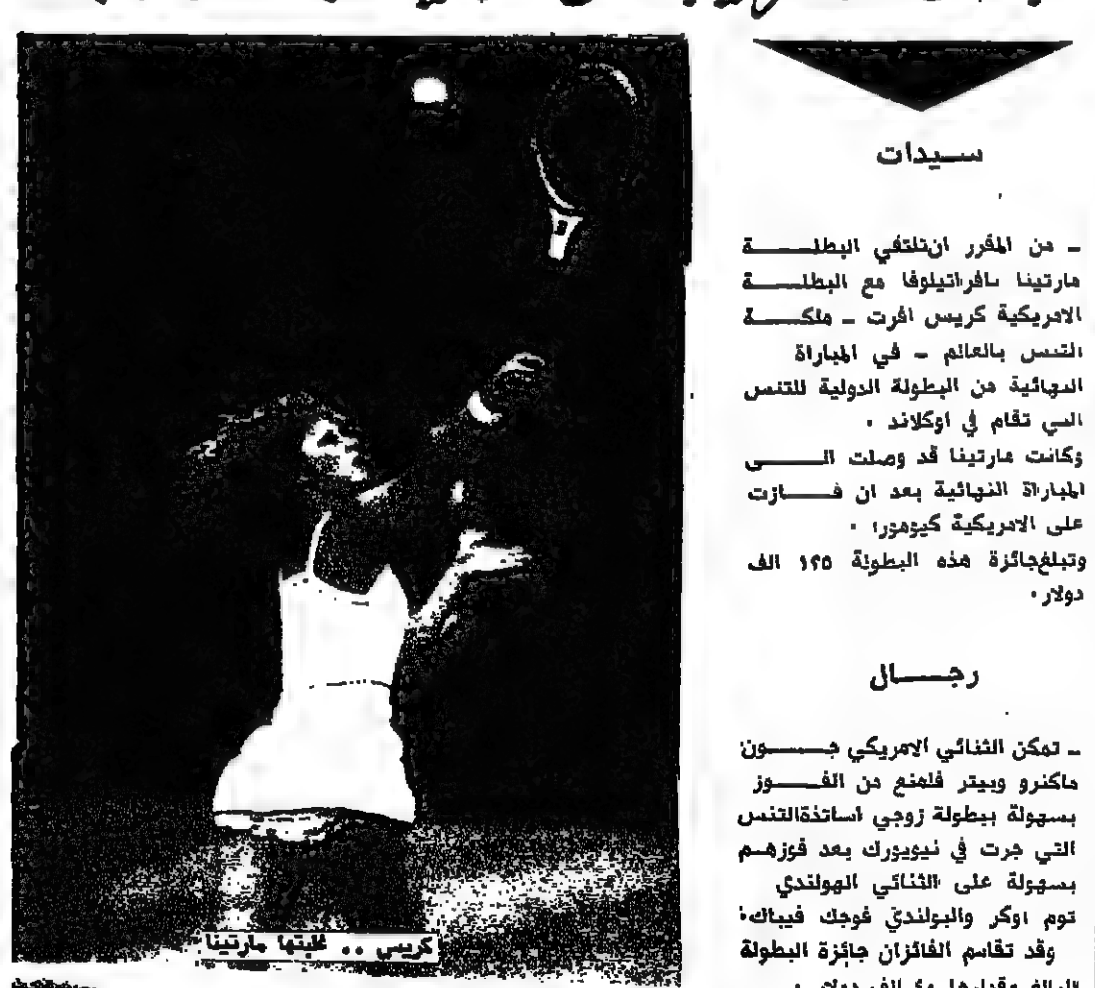 سيدات
- من المقرر ان تلتقي البطلة
مارتينا نافراتيلوفا مع البطلة
الامريكية كريس افرت - ملكة
التنس بالعالم - في المباراة
النهائية من البطولة الدولية للتنس
التي تقام في اوكلاند .
وكانت مارتينا قد وصلت الى
المباراة النهائية بعد ان فازت
على الامريكية كيومورا .
وتبلغ جائزة هذه البطولة ١٢٥ الف
دولار .
رجال
- تمكن الثنائي الامريكي جون
ماكنرو وبيتر فلمنج من الفوز
بسهولة ببطولة زوجي اساتذة التنس
التي جرت في نيويورك بعد فوزهم
بسهولة على الثنائي الهولندي
توم اوكر والبولندي فوجك فيباك .
وقد تقاسم الفائزان جائزة البطولة
كريس .. غلبتها مارتينا